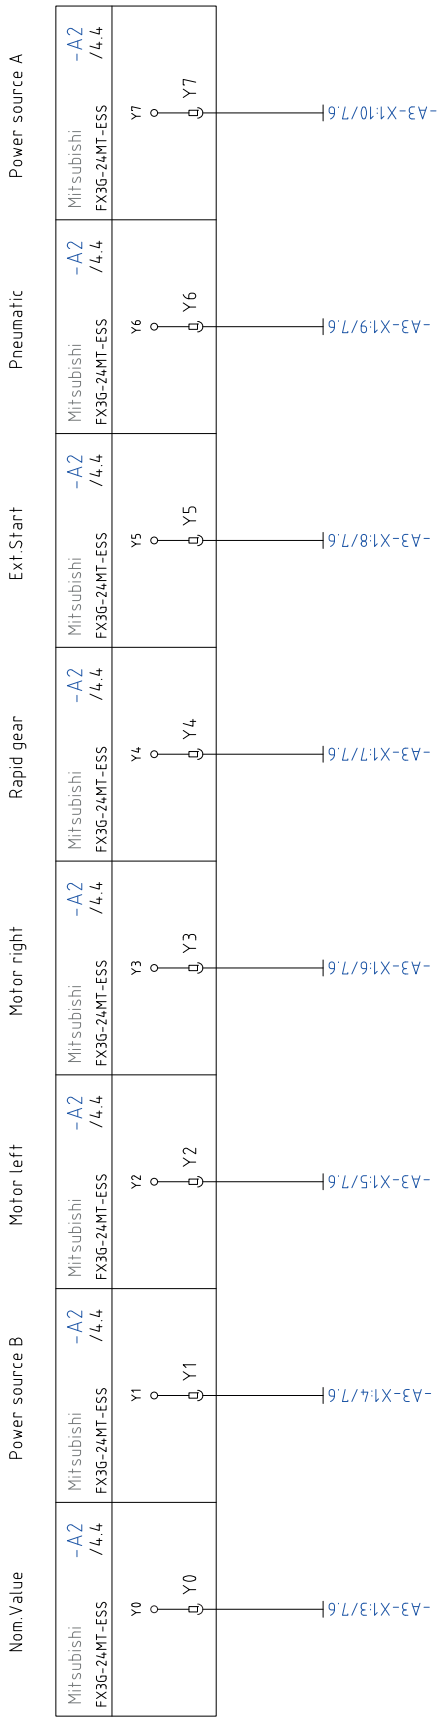 Power source A
-A2
/4.4
Mitsubishi
FX3G-24MT-ESS
Y7
Y7
-A3-X1:10/7.6
Pneumatic
-A2
/4.4
Mitsubishi
FX3G-24MT-ESS
Y6
Y6
-A3-X1:9/7.6
Ext.Start
-A2
/4.4
Mitsubishi
FX3G-24MT-ESS
Y5
Y5
-A3-X1:8/7.6
Rapid gear
-A2
/4.4
Mitsubishi
FX3G-24MT-ESS
Y4
Y4
-A3-X1:7/7.6
Motor right
-A2
/4.4
Mitsubishi
FX3G-24MT-ESS
Y3
Y3
-A3-X1:6/7.6
Motor left
-A2
/4.4
Mitsubishi
FX3G-24MT-ESS
Y2
Y2
-A3-X1:5/7.6
Power source B
-A2
/4.4
Mitsubishi
FX3G-24MT-ESS
Y1
Y1
-A3-X1:4/7.6
Nom.Value
-A2
/4.4
Mitsubishi
FX3G-24MT-ESS
Y0
Y0
-A3-X1:3/7.6